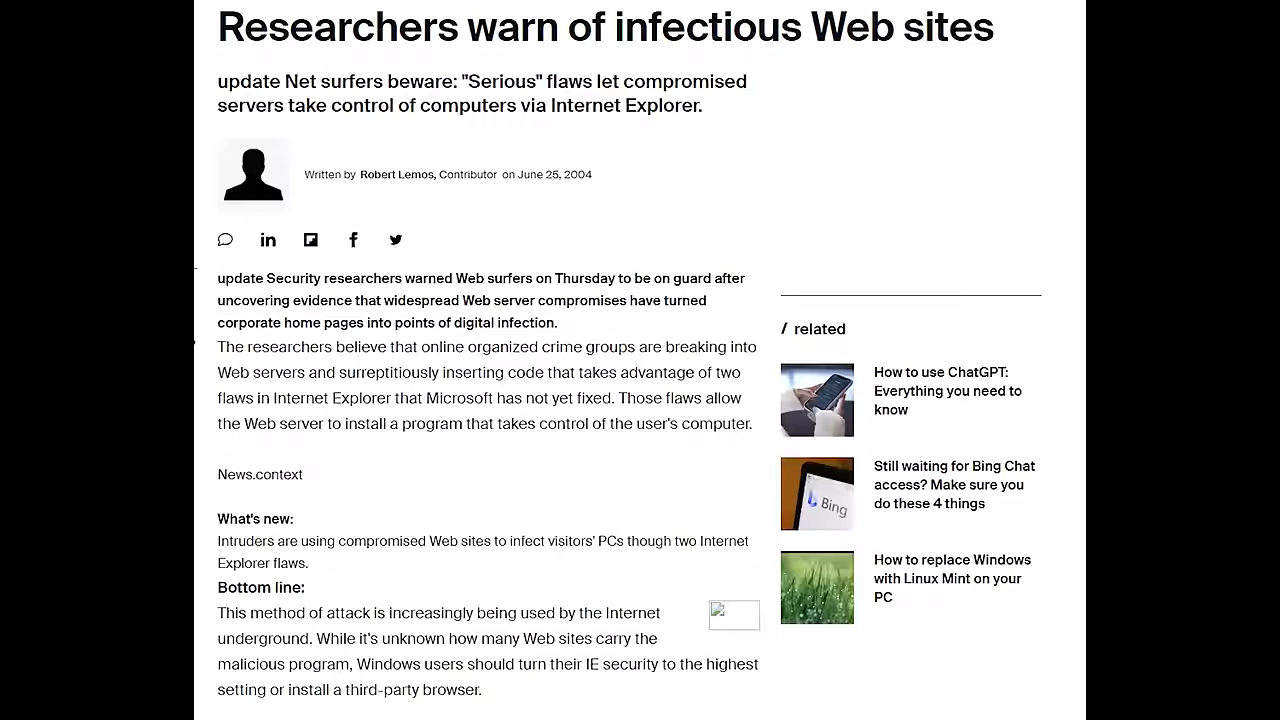 Researchers warn of infectious Web sites
update Net surfers beware: "Serious" flaws let compromised
servers take control of computers via Internet Explorer.
Written by Robert Lemos, Contributor on June 25, 2004
update Security researchers warned Web surfers on Thursday to be on guard after
uncovering evidence that widespread Web server compromises have turned
corporate home pages into points of digital infection.
The researchers believe that online organized crime groups are breaking into
Web servers and surreptitiously inserting code that takes advantage of two
flaws in Internet Explorer that Microsoft has not yet fixed. Those flaws allow
the Web server to install a program that takes control of the user's computer.
News.context
What's new:
Intruders are using compromised Web sites to infect visitors' PCs though two Internet
Explorer flaws.
Bottom line:
This method of attack is increasingly being used by the Internet
underground. While it's unknown how many Web sites carry the
malicious program, Windows users should turn their IE security to the highest
setting or install a third-party browser.
/ related
How to use ChatGPT:
Everything you need to
know
Still waiting for Bing Chat
access? Make sure you
do these 4 things
Bing
How to replace Windows
with Linux Mint on your
PC